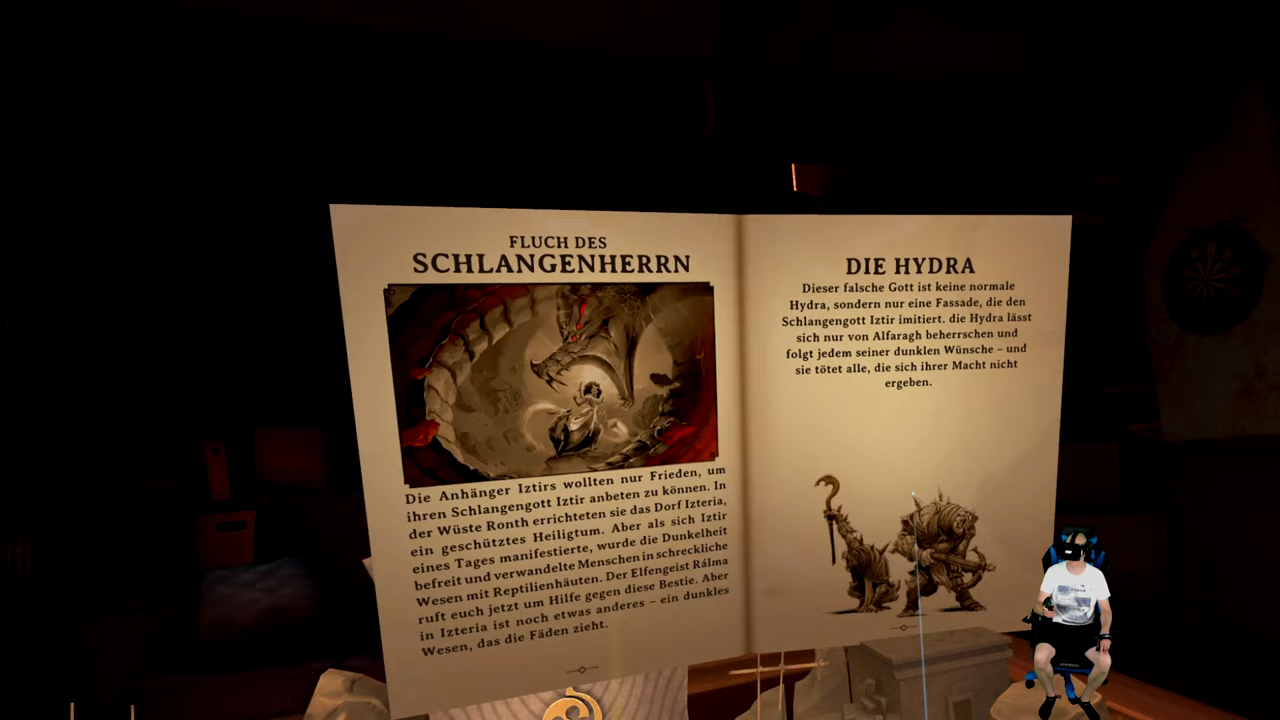 FLUCH DES
SCHLANGENHERRN
Die Anhänger Iztirs wollten nur Frieden, um
ihren Schlangengott Iztir anbeten zu können. In
der Wüste Ronth errichteten sie das Dorf Izteria,
ein geschütztes Heiligtum. Aber als sich Iztir
eines Tages manifestierte, wurde die Dunkelheit
befreit und verwandelte Menschen in schreckliche
Wesen mit Reptilienhäuten. Der Elfengeist Rálma
ruft euch jetzt um Hilfe gegen diese Bestie. Aber
in Izteria ist noch etwas anderes – ein dunkles
Wesen, das die Fäden zieht.
DIE HYDRA
Dieser falsche Gott ist keine normale
Hydra, sondern nur eine Fassade, die den
Schlangengott Iztir imitiert. die Hydra lässt
sich nur von Alfaragh beherrschen und
folgt jedem seiner dunklen Wünsche – und
sie tötet alle, die sich ihrer Macht nicht
ergeben.